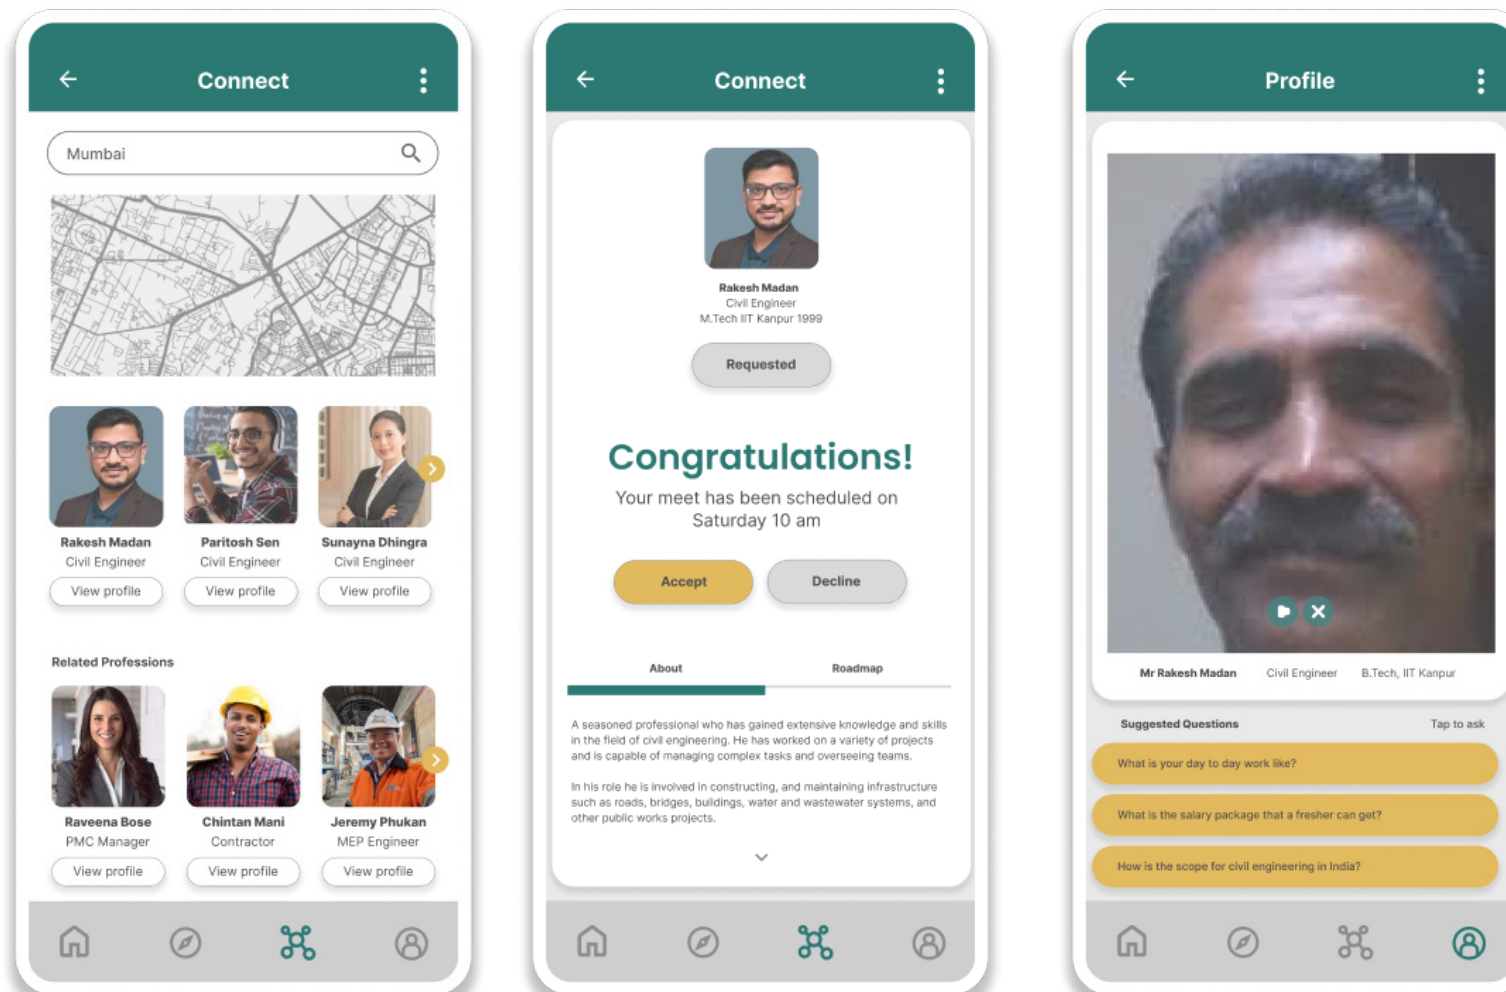 Connect
Mumbai
Rakesh Madan
Civil Engineer
View profile
Paritosh Sen
Civil Engineer
View profile
Sunayna Dhingra
Civil Engineer
View profile
Related Professions
Raveena Bose
PMC Manager
View profile
Chintan Mani
Contractor
View profile
Jeremy Phukan
MEP Engineer
View profile
Connect
Rakesh Madan
Civil Engineer
M.Tech IIT Kanpur 1999
Requested
Congratulations!
Your meet has been scheduled on
Saturday 10 am
Accept
Decline
About
Roadmap
A seasoned professional who has gained extensive knowledge and skills
in the field of civil engineering. He has worked on a variety of projects
and is capable of managing complex tasks and overseeing teams.
In his role he is involved in constructing, and maintaining infrastructure
such as roads, bridges, buildings, water and wastewater systems, and
other public works projects.
Profile
Mr Rakesh Madan Civil Engineer B.Tech, IIT Kanpur
Suggested Questions Tap to ask
What is your day to day work like?
What is the salary package that a fresher can get?
How is the scope for civil engineering in India?